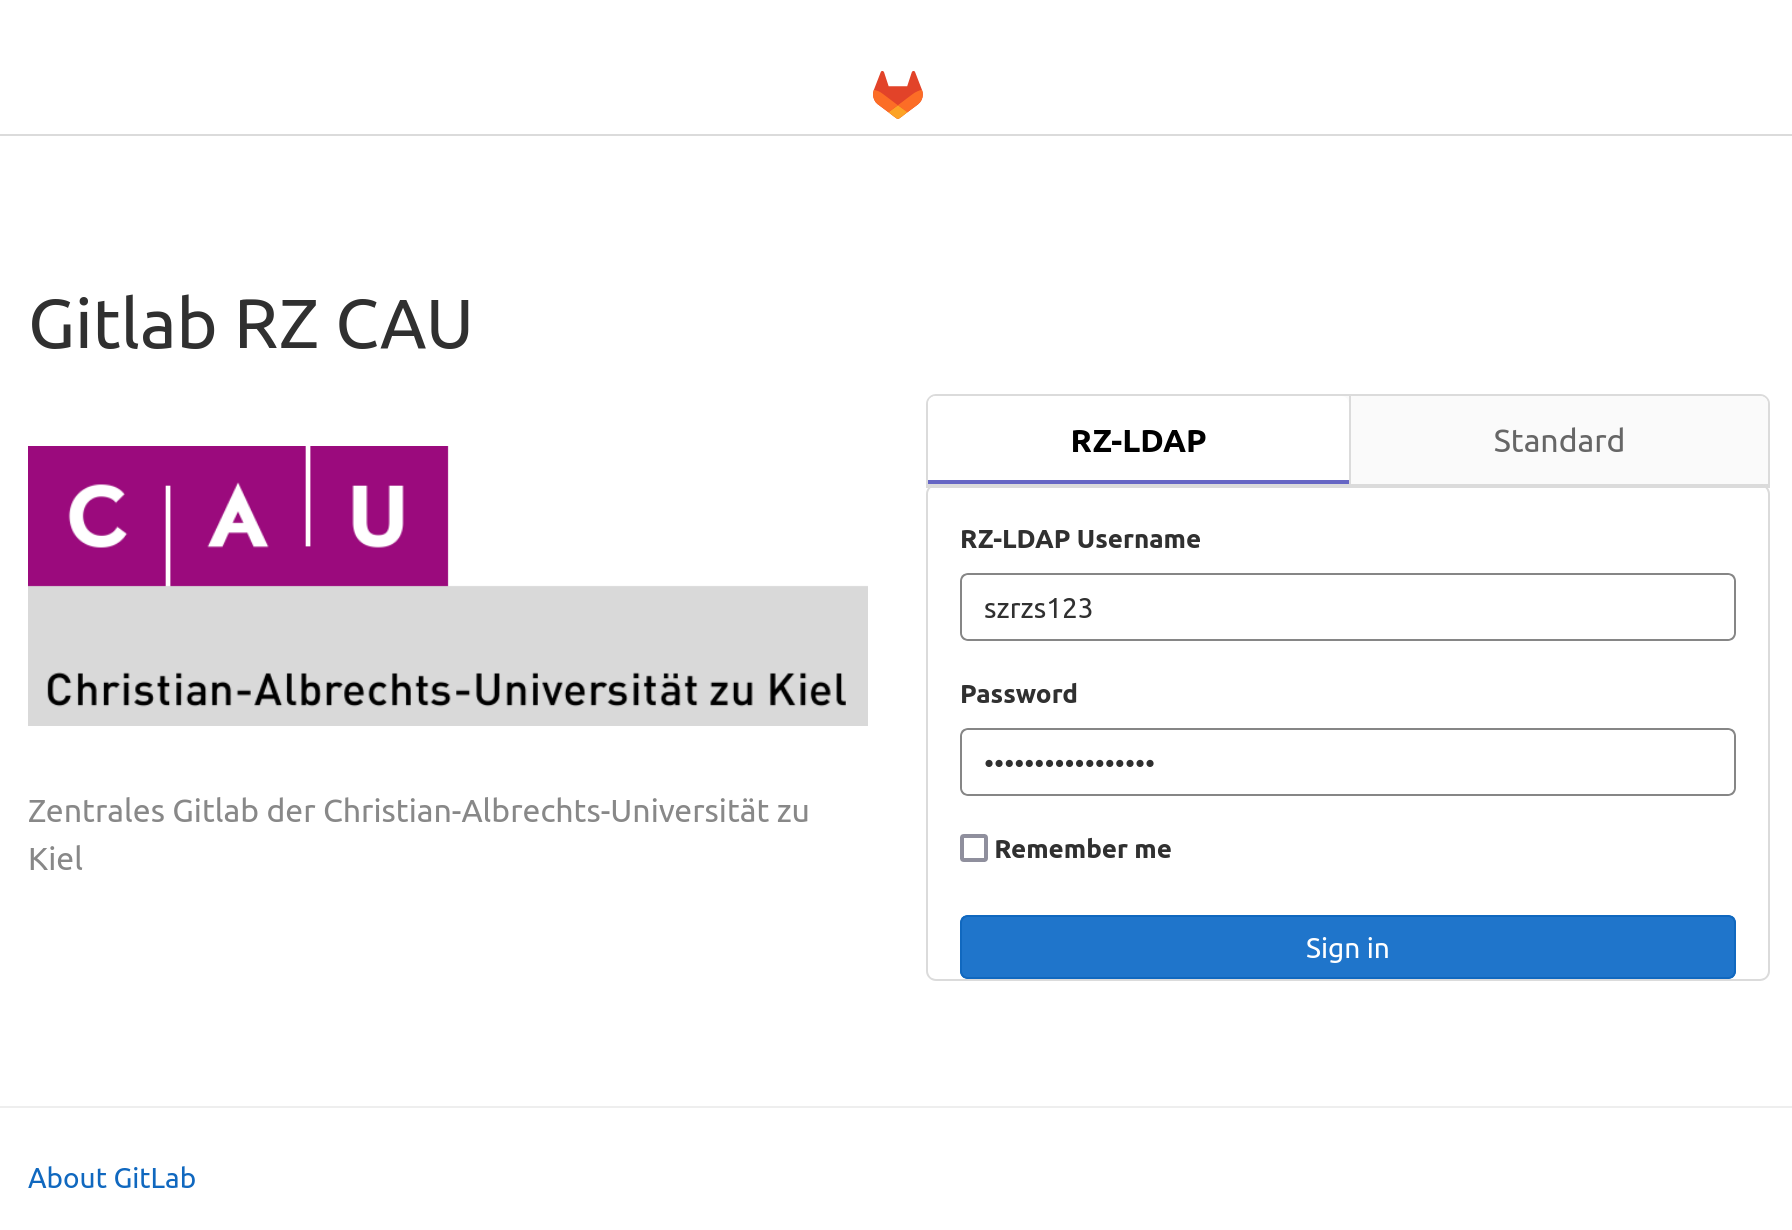 Gitlab RZ CAU
CAU
Christian-Albrechts-Universität zu Kiel
Zentrales Gitlab der Christian-Albrechts-Universität zu
Kiel
RZ-LDAP
Standard
RZ-LDAP Username
szrzs123
Password
•••••••••••••••••
Remember me
Sign in
About GitLab